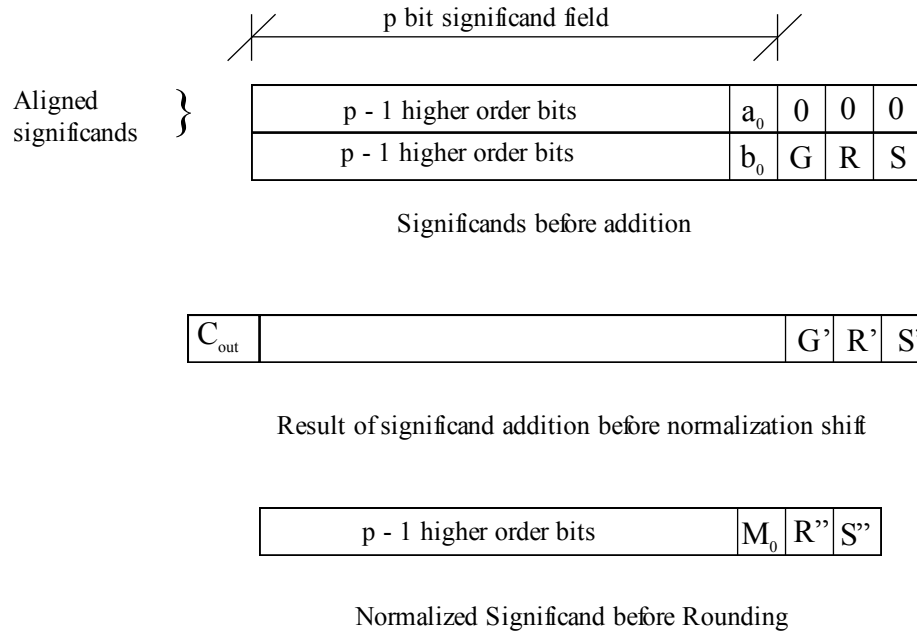 p bit significand field
Aligned
significands
}
p - 1 higher order bits a₀ 0 0 0
p - 1 higher order bits b₀ G R S
Significands before addition
C_out G’ R’ S’
Result of significand addition before normalization shift
p - 1 higher order bits M₀ R” S”
Normalized Significand before Rounding